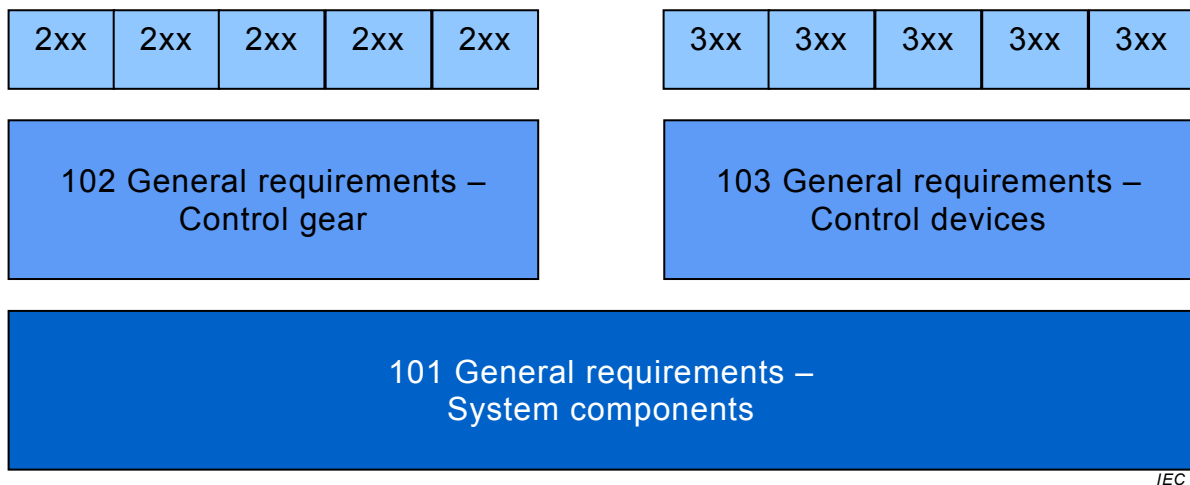 2xx 2xx 2xx 2xx 2xx 3xx 3xx 3xx 3xx 3xx
102 General requirements –
Control gear
103 General requirements –
Control devices
101 General requirements –
System components
IEC